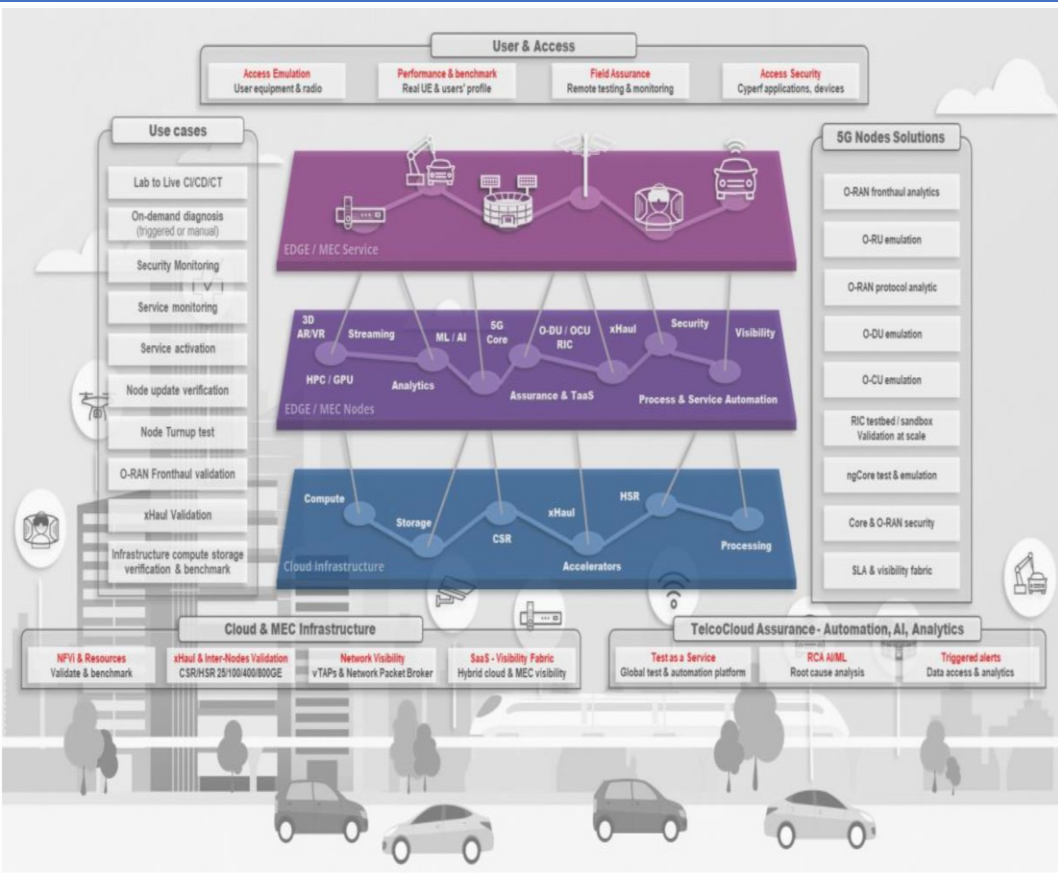 User & Access
Access Emulation
User equipment & radio
Performance & benchmark
Real UE & users' profile
Field Assurance
Remote testing & monitoring
Access Security
Cyperf applications, devices
Use cases
Lab to Live CI/CD/CT
On-demand diagnosis
(triggered or manual)
Security Monitoring
Service monitoring
Service activation
Node update verification
Node Turnup test
O-RAN Fronthaul validation
xHaul Validation
Infrastructure compute storage
verification & benchmark
EDGE / MEC Service
3D
AR/VR
Streaming
ML / AI
5G
Core
O-DU / OCU
RIC
xHaul
Security
Visibility
HPC / GPU
Analytics
Assurance & TaaS
Process & Service Automation
EDGE / MEC Nodes
Compute
Storage
CSR
xHaul
Accelerators
HSR
Processing
Cloud Infrastructure
5G Nodes Solutions
O-RAN fronthaul analytics
O-RU emulation
O-RAN protocol analytic
O-DU emulation
O-CU emulation
RIC testbed / sandbox
Validation at scale
ngCore test & emulation
Core & O-RAN security
SLA & visibility fabric
Cloud & MEC Infrastructure
NFVi & Resources
Validate & benchmark
xHaul & Inter-Nodes Validation
CSR/HSR 25/100/400/800GE
Network Visibility
vTAPs & Network Packet Broker
SaaS - Visibility Fabric
Hybrid cloud & MEC visibility
TelcoCloud Assurance - Automation, AI, Analytics
Test as a Service
Global test & automation platform
RCA AI/ML
Root cause analysis
Triggered alerts
Data access & analytics